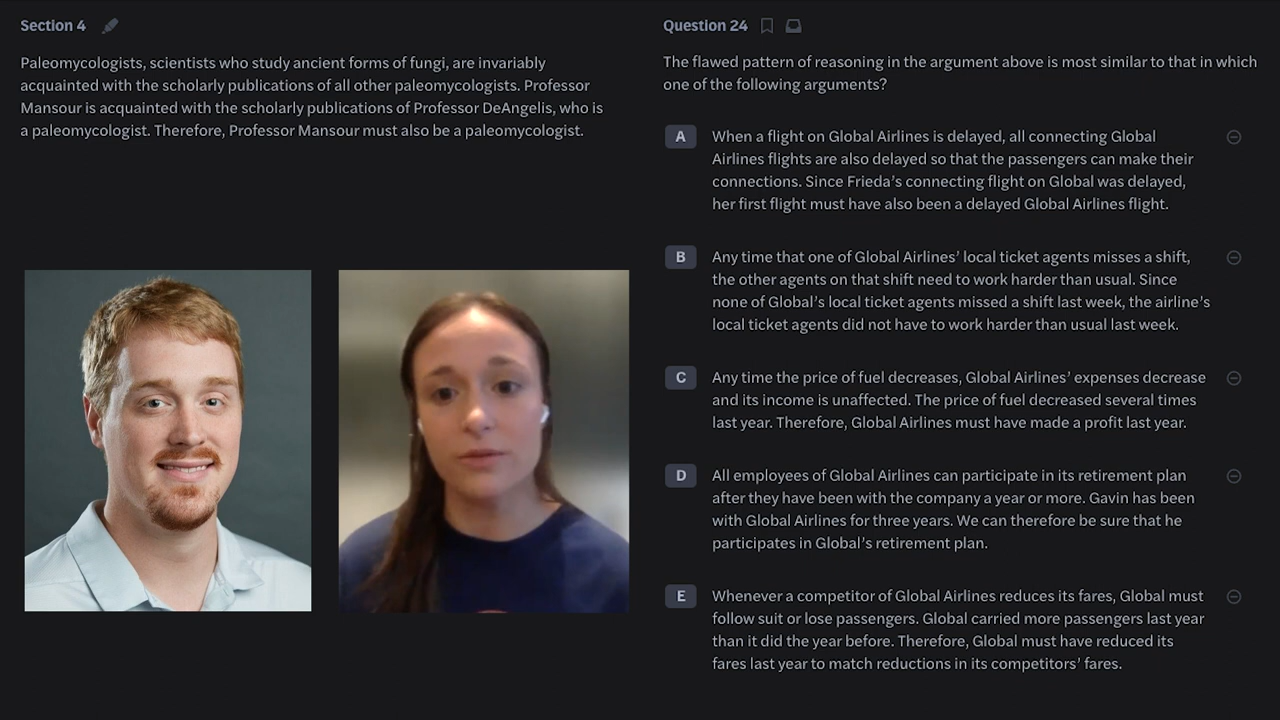 Section 4
Paleomycologists, scientists who study ancient forms of fungi, are invariably
acquainted with the scholarly publications of all other paleomycologists. Professor
Mansour is acquainted with the scholarly publications of Professor DeAngelis, who is
a paleomycologist. Therefore, Professor Mansour must also be a paleomycologist.
Question 24
The flawed pattern of reasoning in the argument above is most similar to that in which
one of the following arguments?
A
When a flight on Global Airlines is delayed, all connecting Global
Airlines flights are also delayed so that the passengers can make their
connections. Since Frieda's connecting flight on Global was delayed,
her first flight must have also been a delayed Global Airlines flight.
B
Any time that one of Global Airlines' local ticket agents misses a shift,
the other agents on that shift need to work harder than usual. Since
none of Global's local ticket agents missed a shift last week, the airline's
local ticket agents did not have to work harder than usual last week.
C
Any time the price of fuel decreases, Global Airlines' expenses decrease
and its income is unaffected. The price of fuel decreased several times
last year. Therefore, Global Airlines must have made a profit last year.
D
All employees of Global Airlines can participate in its retirement plan
after they have been with the company a year or more. Gavin has been
with Global Airlines for three years. We can therefore be sure that he
participates in Global's retirement plan.
E
Whenever a competitor of Global Airlines reduces its fares, Global must
follow suit or lose passengers. Global carried more passengers last year
than it did the year before. Therefore, Global must have reduced its
fares last year to match reductions in its competitors' fares.